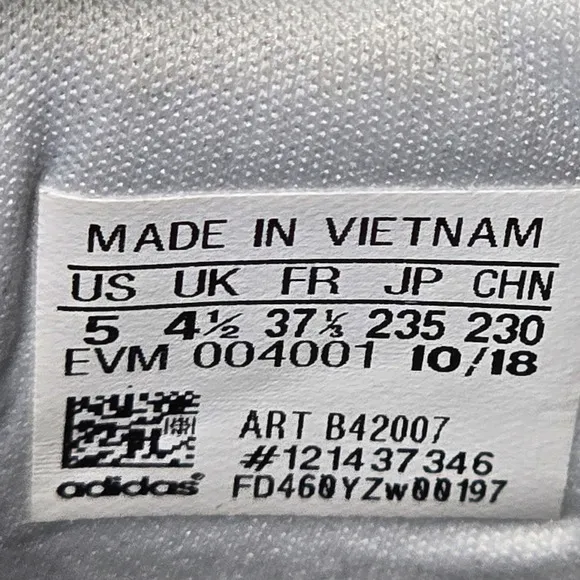 MADE IN VIETNAM
US UK FR JP CHN
5 4½ 37⅓ 235 230
EVM 004001 10/18
ART B42007
#121437346
adidas FD460YZw00197